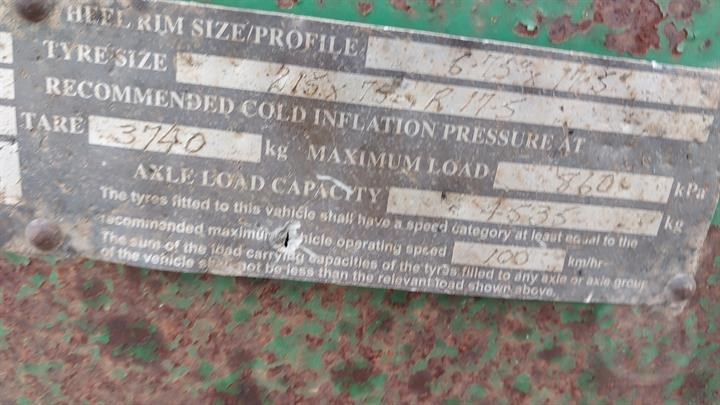 HEEL RIM SIZE/PROFILE 6·75" x 17.5"
TYRE SIZE 215 x 75 R 17.5
RECOMMENDED COLD INFLATION PRESSURE AT
MAXIMUM LOAD 860 kPa
TARE 3740 kg
AXLE LOAD CAPACITY 4535 kg
The tyres fitted to this vehicle shall have a speed category at least equal to the
recommended maximum vehicle operating speed 100 km/hr
The sum of the load carrying capacities of the tyres fitted to any axle or axle group
of the vehicle shall not be less than the relevant load shown above.